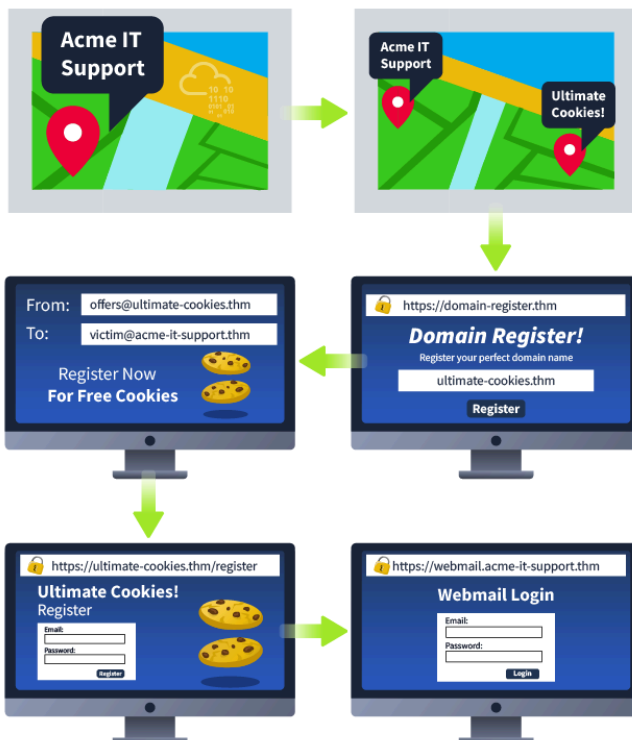 Acme IT
Support
10 10
1110
Acme IT
Support
Ultimate
Cookies!
https://domain-register.thm
Domain Register!
Register your perfect domain name
ultimate-cookies.thm
Register
From: offers@ultimate-cookies.thm
To: victim@acme-it-support.thm
Register Now
For Free Cookies
https://ultimate-cookies.thm/register
Ultimate Cookies!
Register
Email:
Password:
Register
https://webmail.acme-it-support.thm
Webmail Login
Email:
Password:
Login